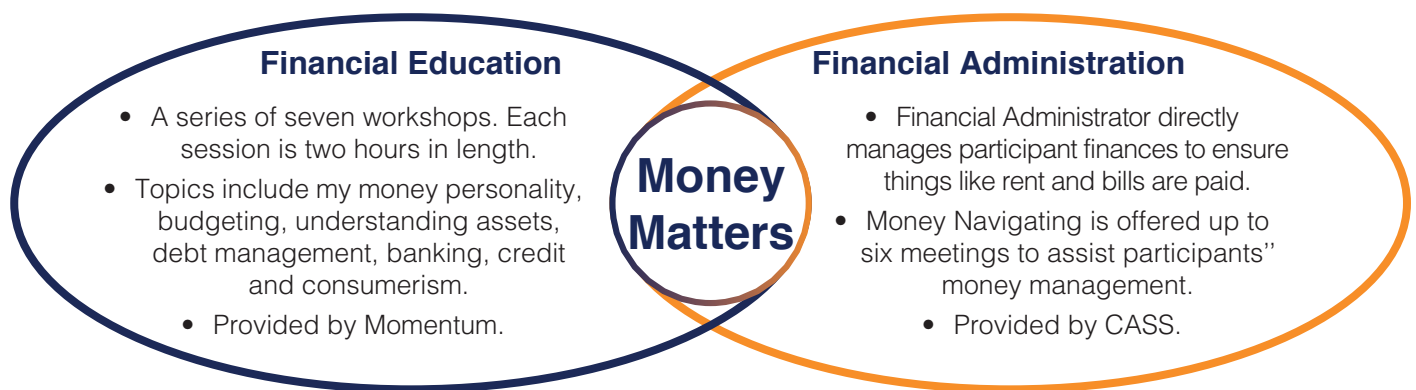 Financial Education
• A series of seven workshops. Each
session is two hours in length.
• Topics include my money personality,
budgeting, understanding assets,
debt management, banking, credit
and consumerism.
• Provided by Momentum.
Money
Matters
Financial Administration
• Financial Administrator directly
manages participant finances to ensure
things like rent and bills are paid.
• Money Navigating is offered up to
six meetings to assist participants''
money management.
• Provided by CASS.